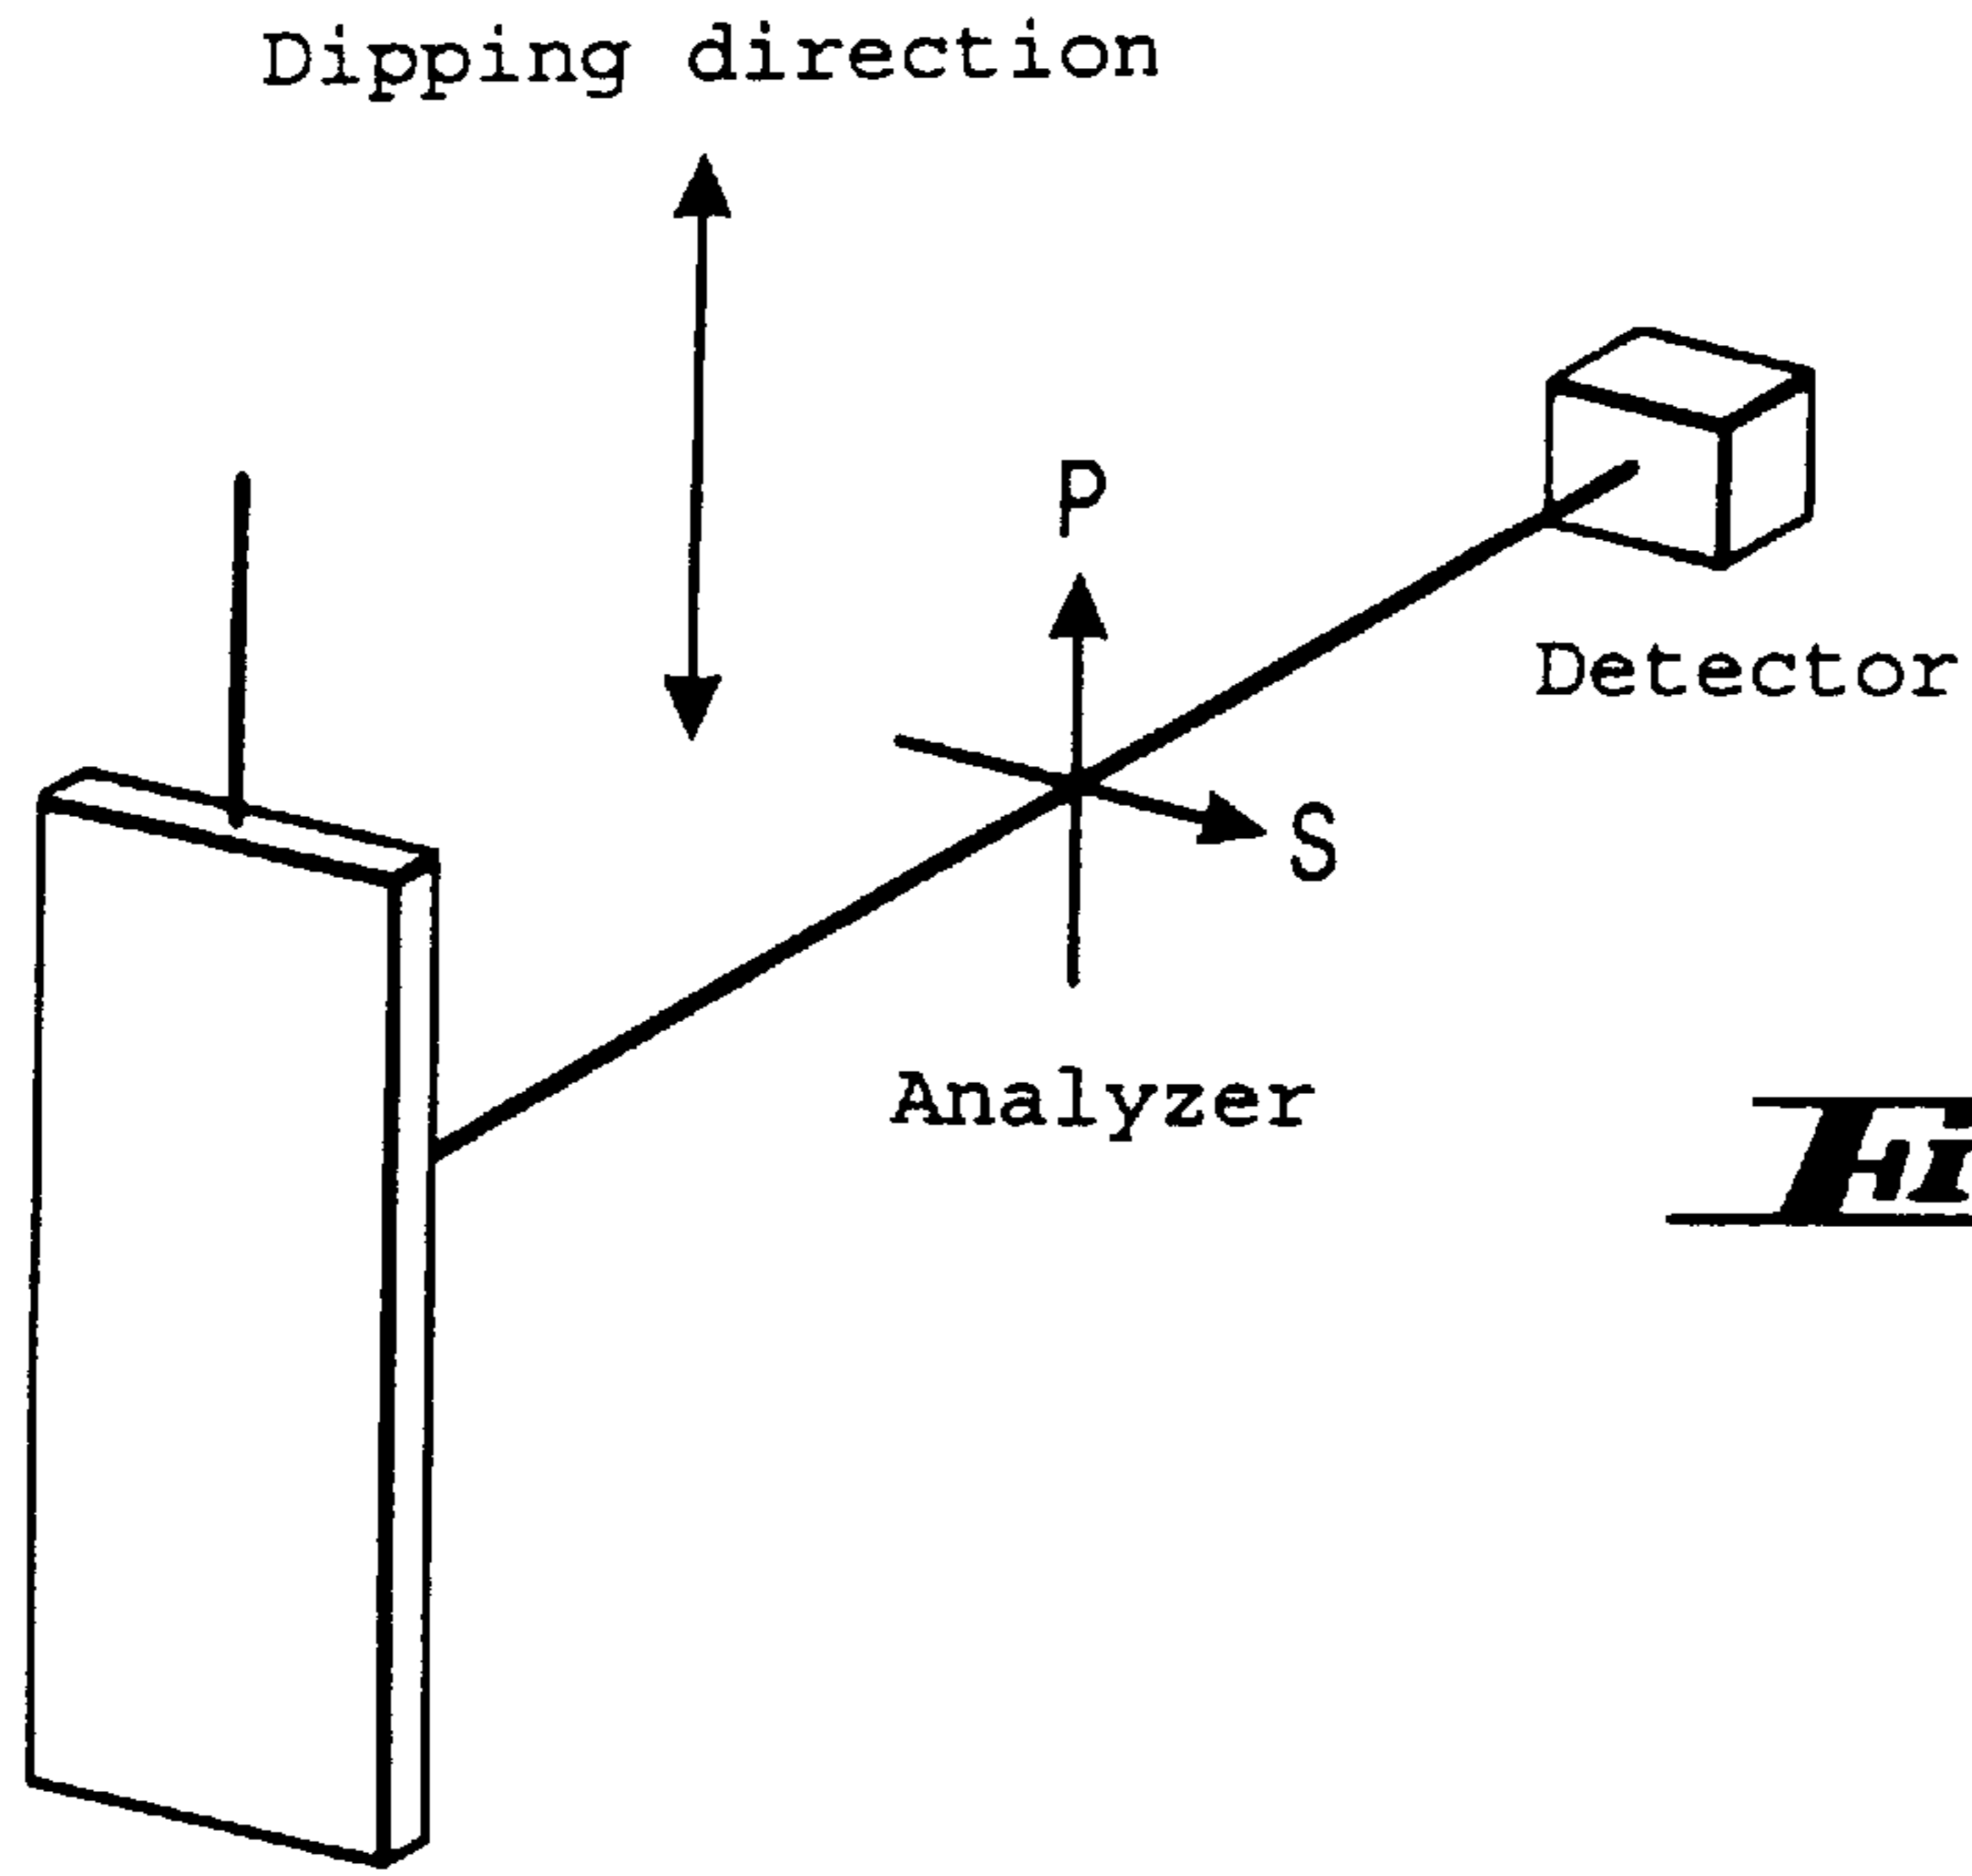 Dipping direction
P
Detector
S
Analyzer